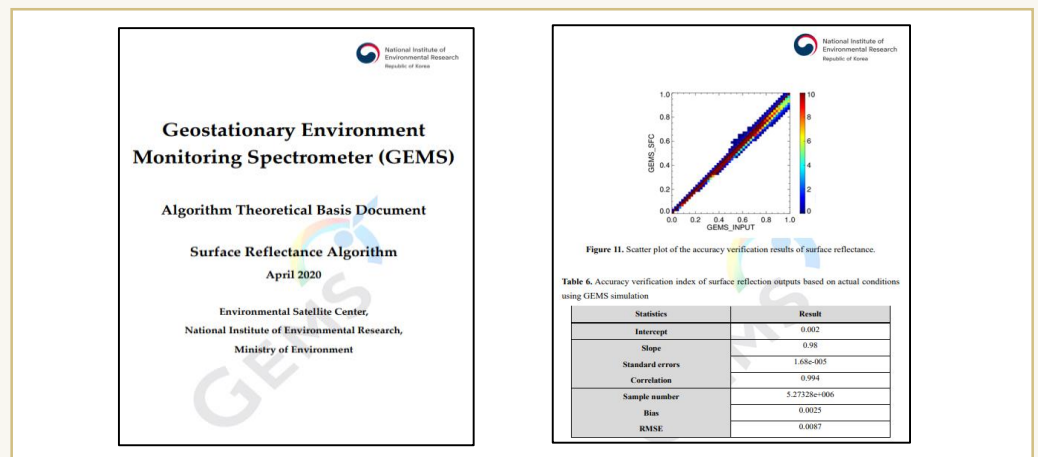 National Institute of
Environmental Research
Republic of Korea
Geostationary Environment
Monitoring Spectrometer (GEMS)
Algorithm Theoretical Basis Document
Surface Reflectance Algorithm
April 2020
Environmental Satellite Center,
National Institute of Environmental Research,
Ministry of Environment
GEMS
National Institute of
Environmental Research
Republic of Korea
1.0
0.8
0.6
0.4
0.2
0.0
GEMS_SFC
0.0 0.2 0.4 0.6 0.8 1.0
GEMS_INPUT
10
8
6
4
2
0
Figure 11. Scatter plot of the accuracy verification results of surface reflectance.
Table 6. Accuracy verification index of surface reflection outputs based on actual conditions
using GEMS simulation
Statistics Result
Intercept 0.002
Slope 0.98
Standard errors 1.68e-005
Correlation 0.994
Sample number 5.27328e+006
Bias 0.0025
RMSE 0.0087